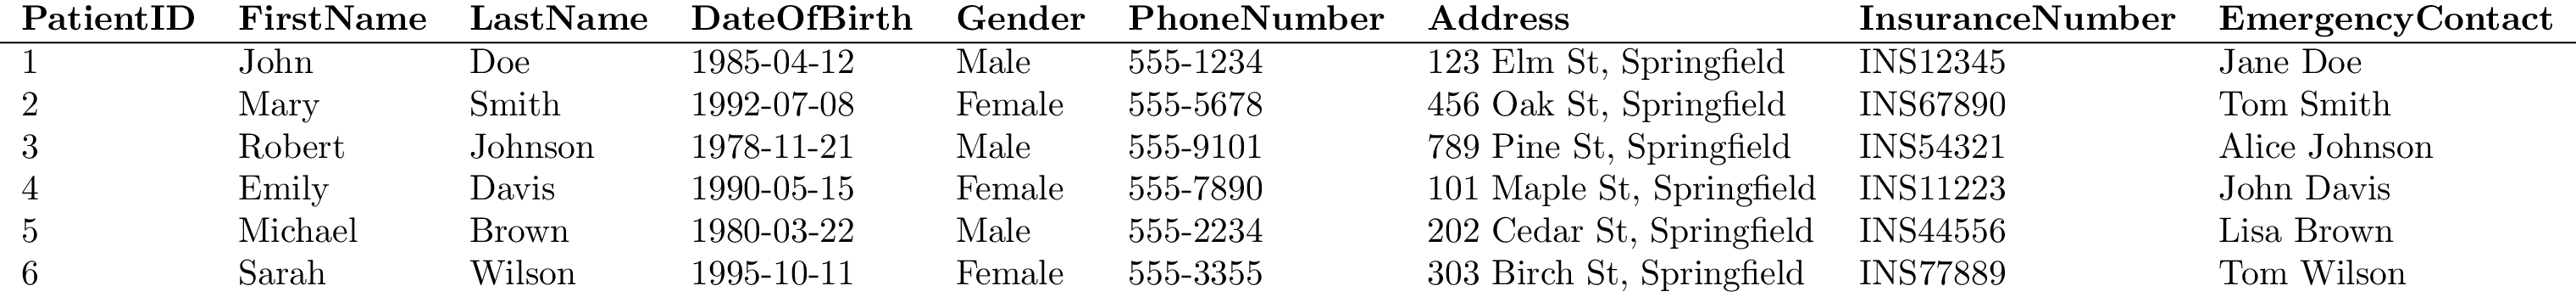 PatientID FirstName LastName DateOfBirth Gender PhoneNumber Address InsuranceNumber EmergencyContact
1 John Doe 1985-04-12 Male 555-1234 123 Elm St, Springfield INS12345 Jane Doe
2 Mary Smith 1992-07-08 Female 555-5678 456 Oak St, Springfield INS67890 Tom Smith
3 Robert Johnson 1978-11-21 Male 555-9101 789 Pine St, Springfield INS54321 Alice Johnson
4 Emily Davis 1990-05-15 Female 555-7890 101 Maple St, Springfield INS11223 John Davis
5 Michael Brown 1980-03-22 Male 555-2234 202 Cedar St, Springfield INS44556 Lisa Brown
6 Sarah Wilson 1995-10-11 Female 555-3355 303 Birch St, Springfield INS77889 Tom Wilson